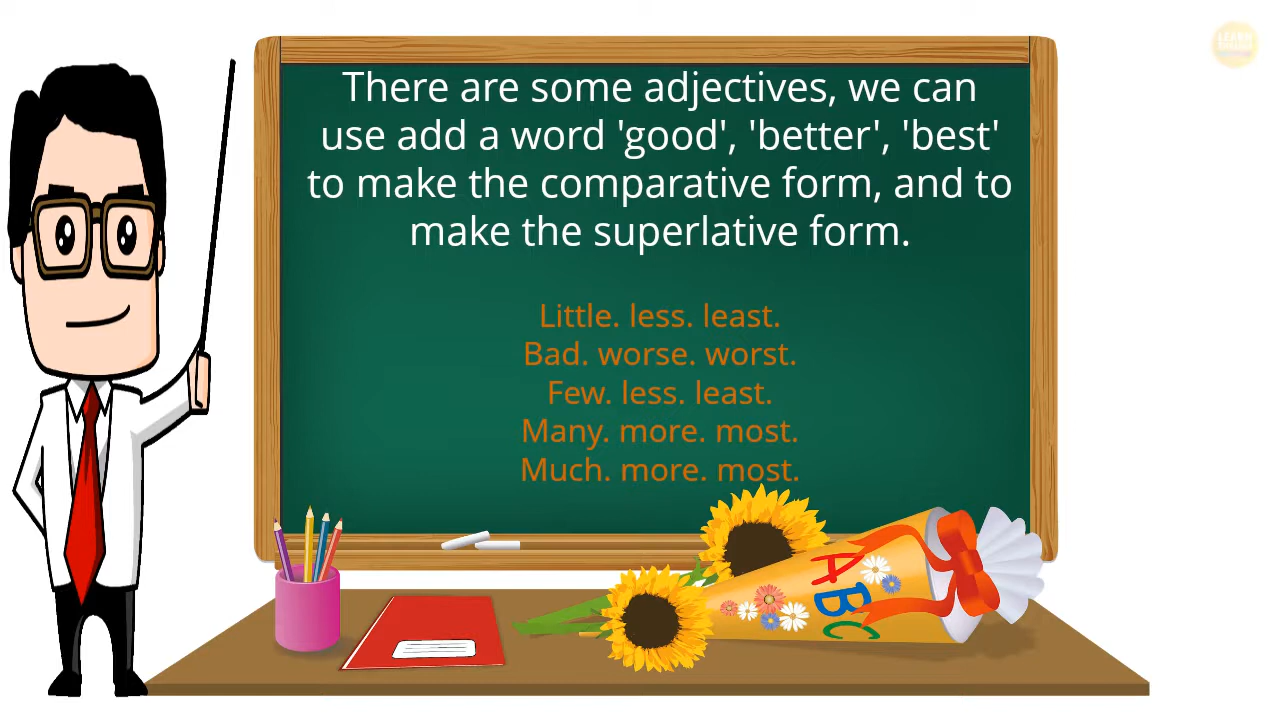 There are some adjectives, we can
use add a word 'good', 'better', 'best'
to make the comparative form, and to
make the superlative form.
Little. less. least.
Bad. worse. worst.
Few. less. least.
Many. more. most.
Much. more. most.
A
B
C